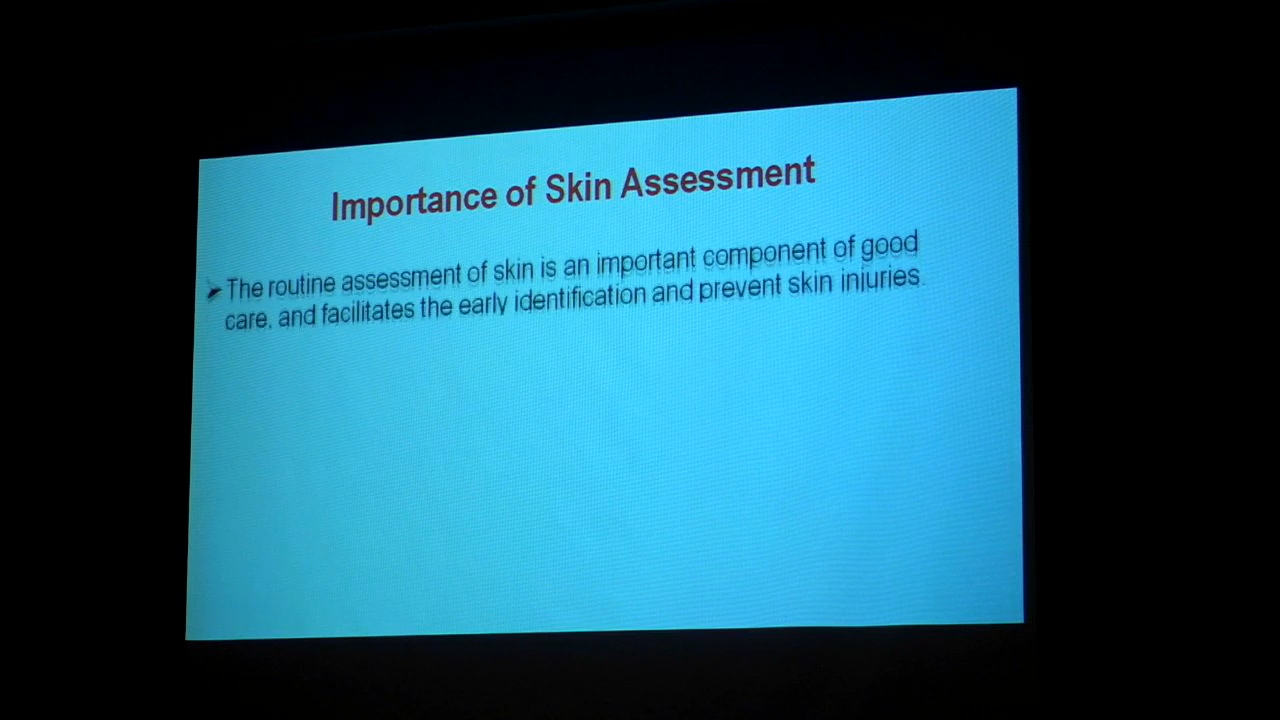 Importance of Skin Assessment
➤ The routine assessment of skin is an important component of good
care, and facilitates the early identification and prevent skin injuries.